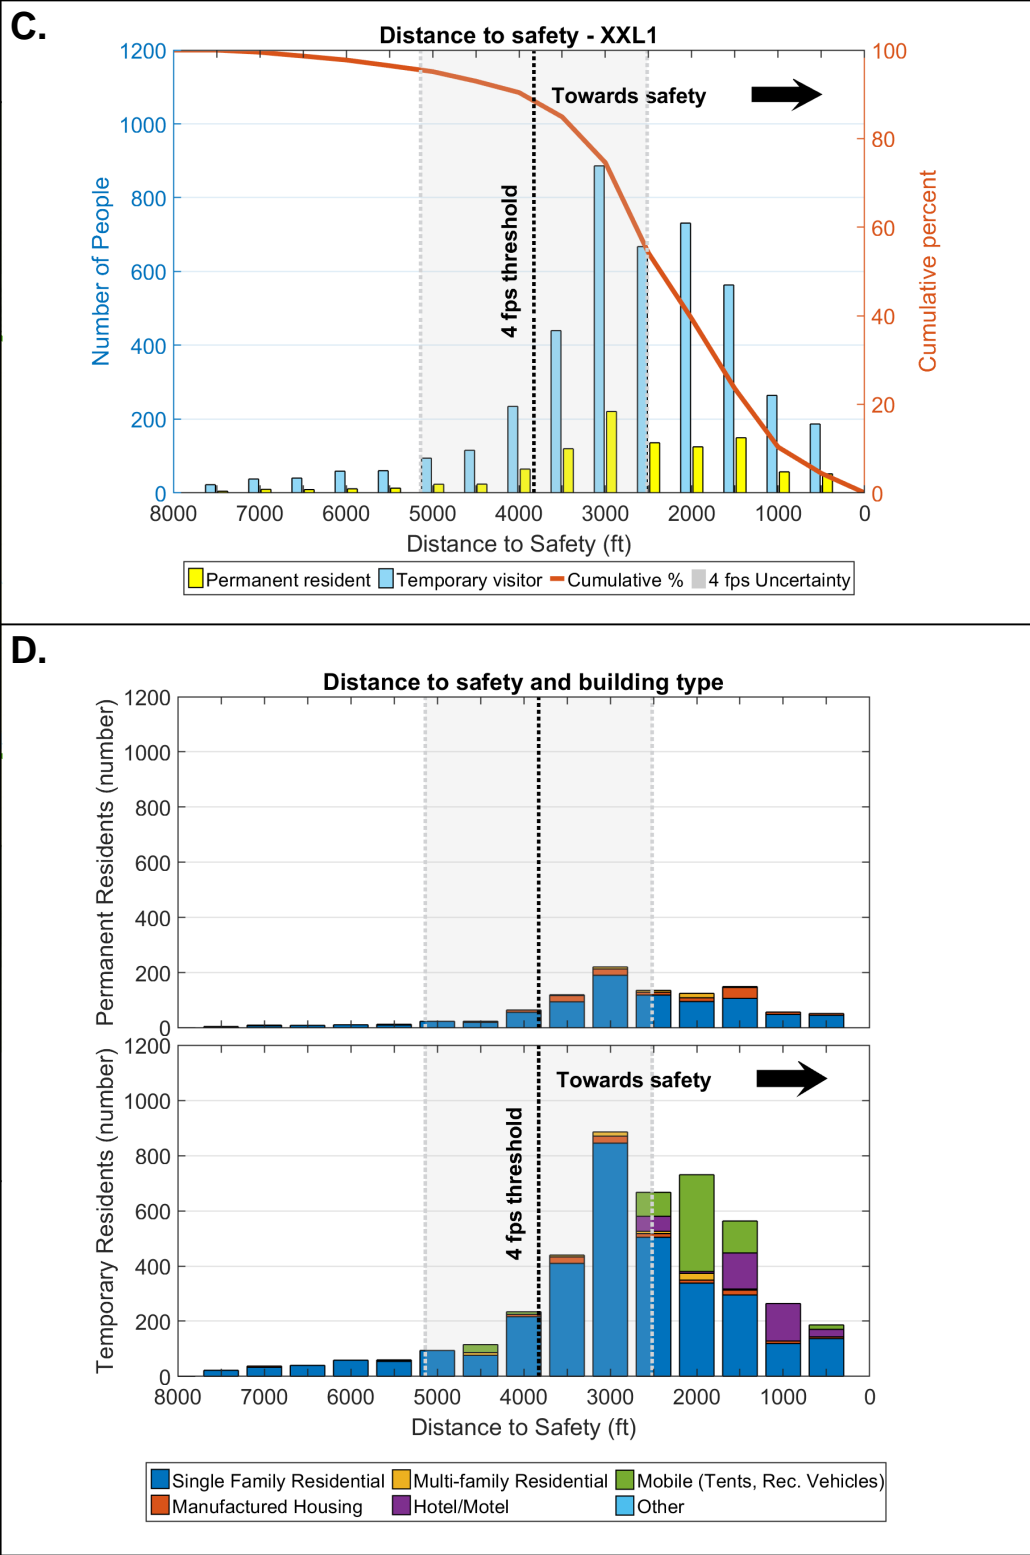 C.
Distance to safety - XXL1
1200
1000
800
600
400
200
0
Number of People
100
80
60
40
20
0
Cumulative percent
Towards safety
4 fps threshold
8000 7000 6000 5000 4000 3000 2000 1000 0
Distance to Safety (ft)
Permanent resident Temporary visitor Cumulative % 4 fps Uncertainty
D.
Distance to safety and building type
1200
1000
800
600
400
200
0
Permanent Residents (number)
1200
1000
800
600
400
200
0
Temporary Residents (number)
Towards safety
4 fps threshold
8000 7000 6000 5000 4000 3000 2000 1000 0
Distance to Safety (ft)
Single Family Residential Multi-family Residential Mobile (Tents, Rec. Vehicles)
Manufactured Housing Hotel/Motel Other